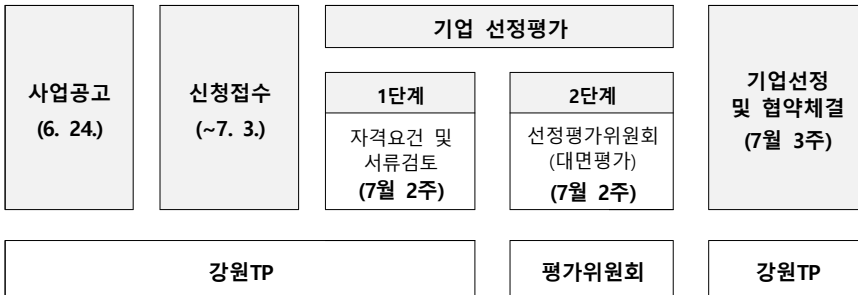 사업공고
(6. 24.)
신청접수
(~7. 3.)
기업 선정평가
1단계
자격요건 및
서류검토
(7월 2주)
2단계
선정평가위원회
(대면평가)
(7월 2주)
기업선정
및 협약체결
(7월 3주)
강원TP
평가위원회
강원TP